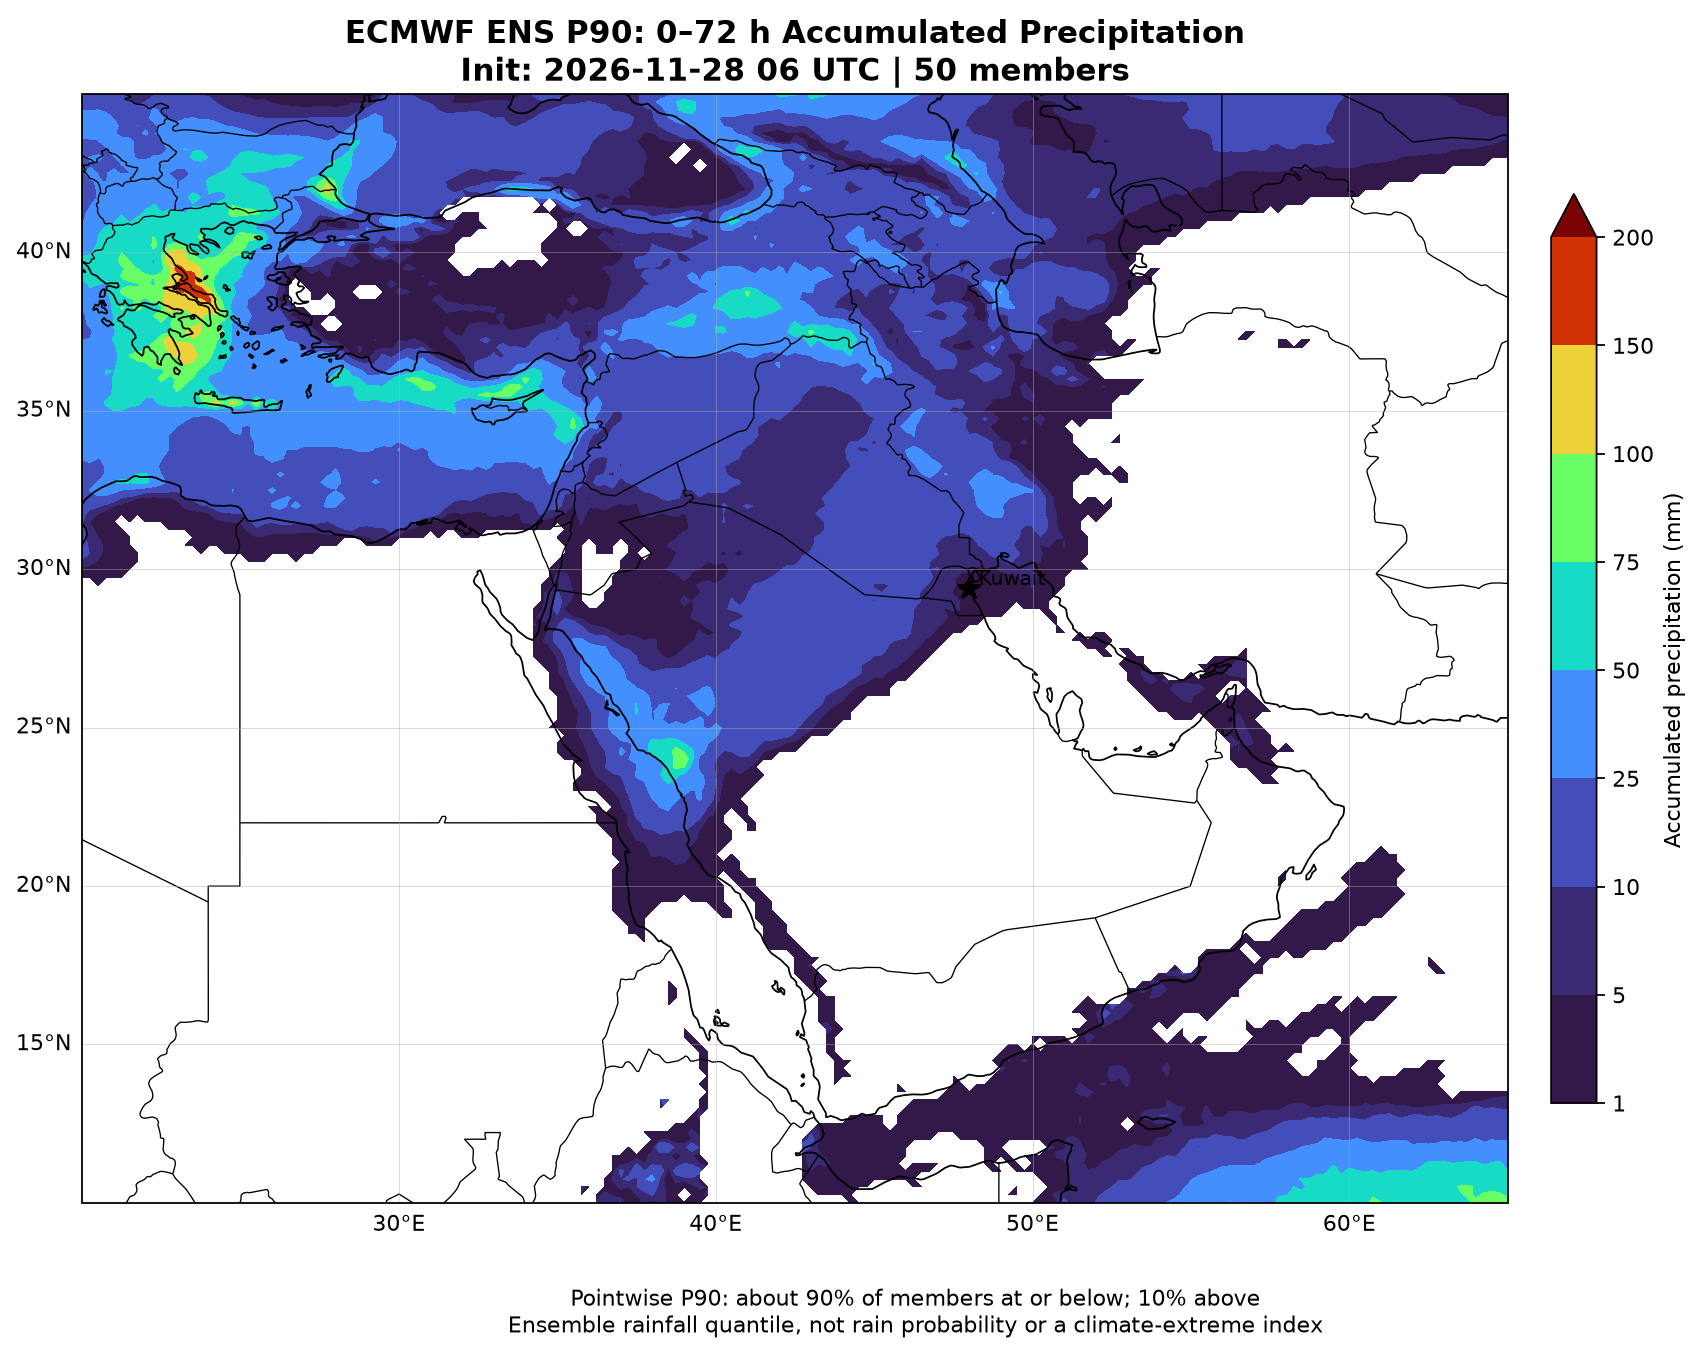 ECMWF ENS P90: 0–72 h Accumulated Precipitation
Init: 2026-11-28 06 UTC | 50 members
40°N
35°N
30°N
25°N
20°N
15°N
Kuwait
30°E
40°E
50°E
60°E
200
150
100
75
50
25
10
5
1
Accumulated precipitation (mm)
Pointwise P90: about 90% of members at or below; 10% above
Ensemble rainfall quantile, not rain probability or a climate-extreme index